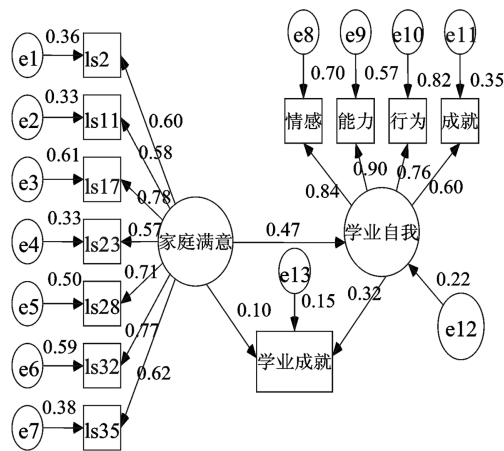 e1
0.36
ls2
e2
0.33
ls11
e3
0.61
ls17
e4
0.33
ls23
e5
0.50
ls28
e6
0.59
ls32
e7
0.38
ls35
0.60
0.58
0.78
0.57
0.71
0.77
0.62
家庭满意
0.47
e8
e9
e10
e11
0.70
0.57
0.82
0.35
情感
能力
行为
成就
0.84
0.90
0.76
0.60
学业自我
e13
0.15
0.10
0.32
0.22
e12
学业成就